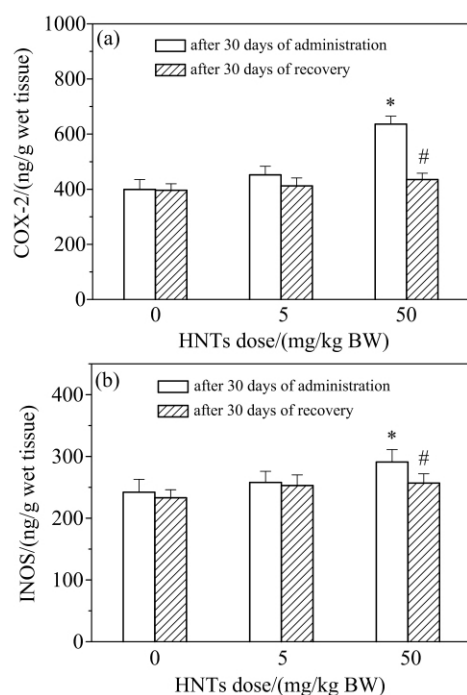 (a)
after 30 days of administration
after 30 days of recovery
COX-2/(ng/g wet tissue)
1000
800
600
400
200
0
*
#
0 5 50
HNTs dose/(mg/kg BW)
(b)
after 30 days of administration
after 30 days of recovery
INOS/(ng/g wet tissue)
400
300
200
100
0
*
#
0 5 50
HNTs dose/(mg/kg BW)